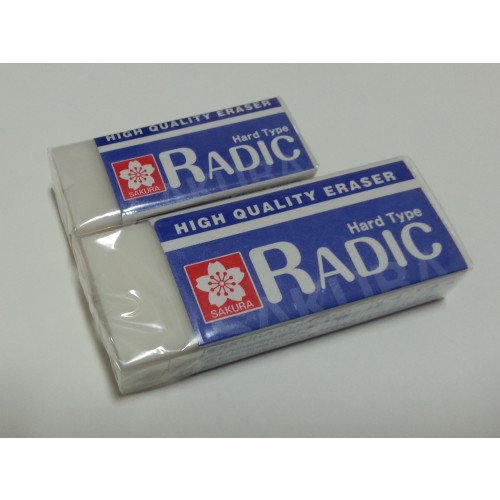 HIGH QUALITY ERASER
Hard Type
RADIC
SAKURA
HIGH QUALITY ERASER
Hard Type
RADIC
SAKURA